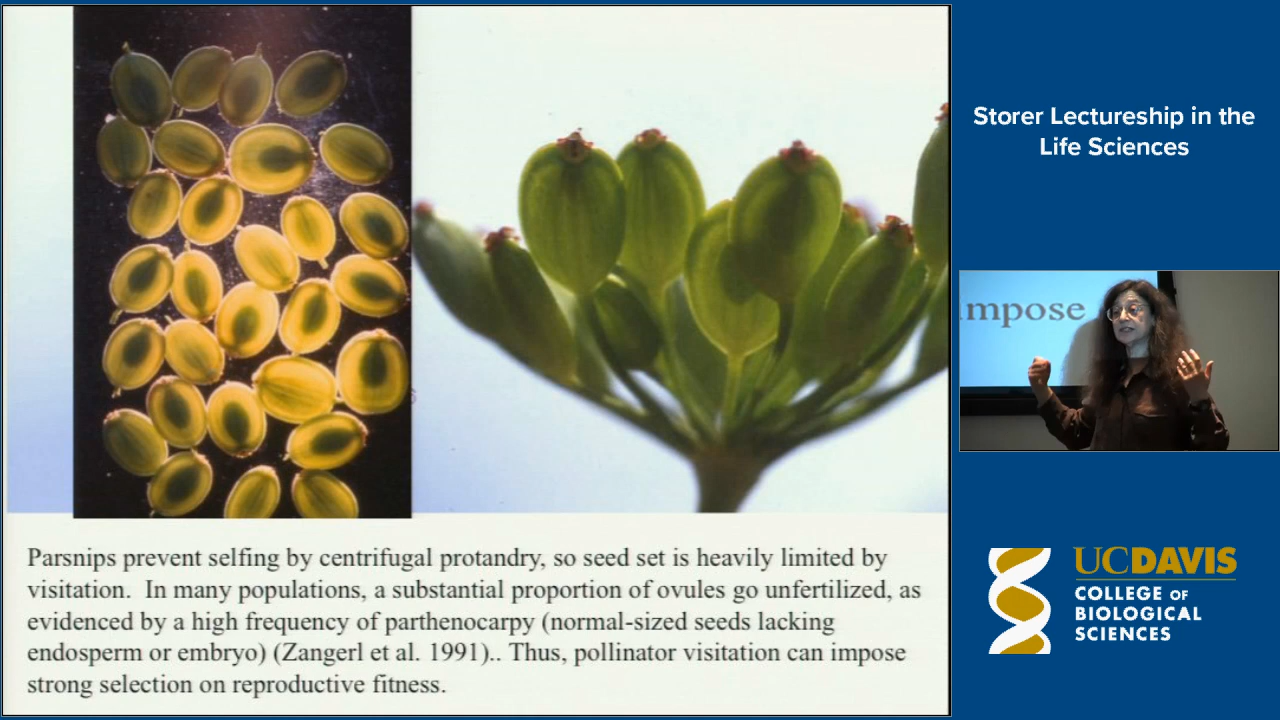 Storer Lectureship in the
Life Sciences
impose
Parsnips prevent selfing by centrifugal protandry, so seed set is heavily limited by
visitation. In many populations, a substantial proportion of ovules go unfertilized, as
evidenced by a high frequency of parthenocarpy (normal-sized seeds lacking
endosperm or embryo) (Zangerl et al. 1991).. Thus, pollinator visitation can impose
strong selection on reproductive fitness.
UCDAVIS
COLLEGE OF
BIOLOGICAL
SCIENCES